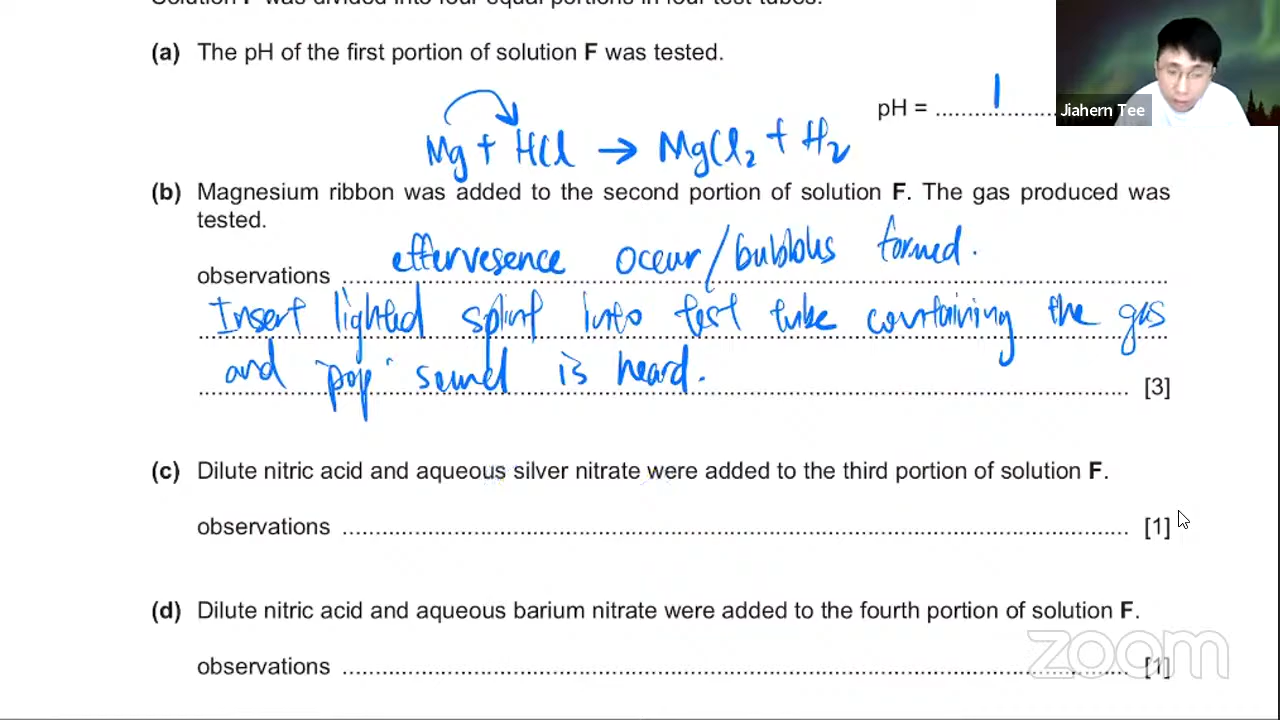 Solution F was divided into four equal portions in four test tubes.
(a) The pH of the first portion of solution F was tested.
pH = ........ 1 ........
Jiahern Tee
Mg + HCl → MgCl2 + H2
(b) Magnesium ribbon was added to the second portion of solution F. The gas produced was
tested.
effervesence occur/bubbles formed.
observations ........
Insert lighted splint into test tube containing the gas
and "pop" sound is heard.
[3]
(c) Dilute nitric acid and aqueous silver nitrate were added to the third portion of solution F.
observations ........ [1]
(d) Dilute nitric acid and aqueous barium nitrate were added to the fourth portion of solution F.
observations ........ [1]
zoom